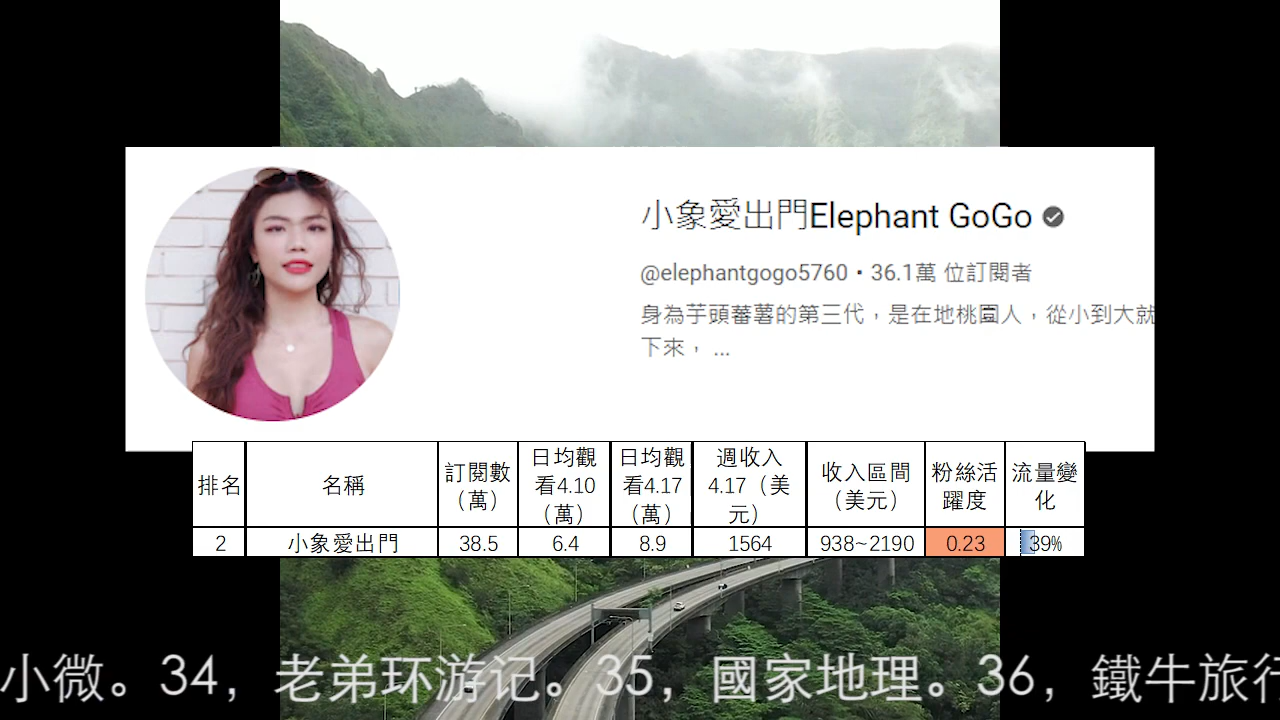 小象愛出門Elephant GoGo
@elephantgogo5760 • 36.1萬 位訂閱者
身為芋頭蕃薯的第三代，是在地桃園人，從小到大就
下來， ...
排名 名稱 訂閱數（萬） 日均觀看4.10（萬） 日均觀看4.17（萬） 週收入4.17（美元） 收入區間（美元） 粉絲活躍度 流量變化
2 小象愛出門 38.5 6.4 8.9 1564 938~2190 0.23 39%
小微。34，老弟环游记。35，國家地理。36，鐵牛旅行